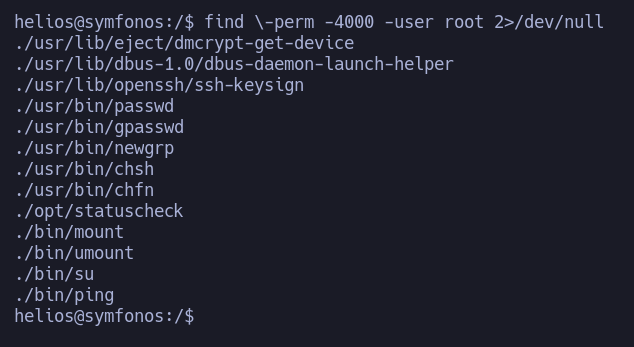 helios@symfonos:/$ find \-perm -4000 -user root 2>/dev/null
./usr/lib/eject/dmcrypt-get-device
./usr/lib/dbus-1.0/dbus-daemon-launch-helper
./usr/lib/openssh/ssh-keysign
./usr/bin/passwd
./usr/bin/gpasswd
./usr/bin/newgrp
./usr/bin/chsh
./usr/bin/chfn
./opt/statuscheck
./bin/mount
./bin/umount
./bin/su
./bin/ping
helios@symfonos:/$